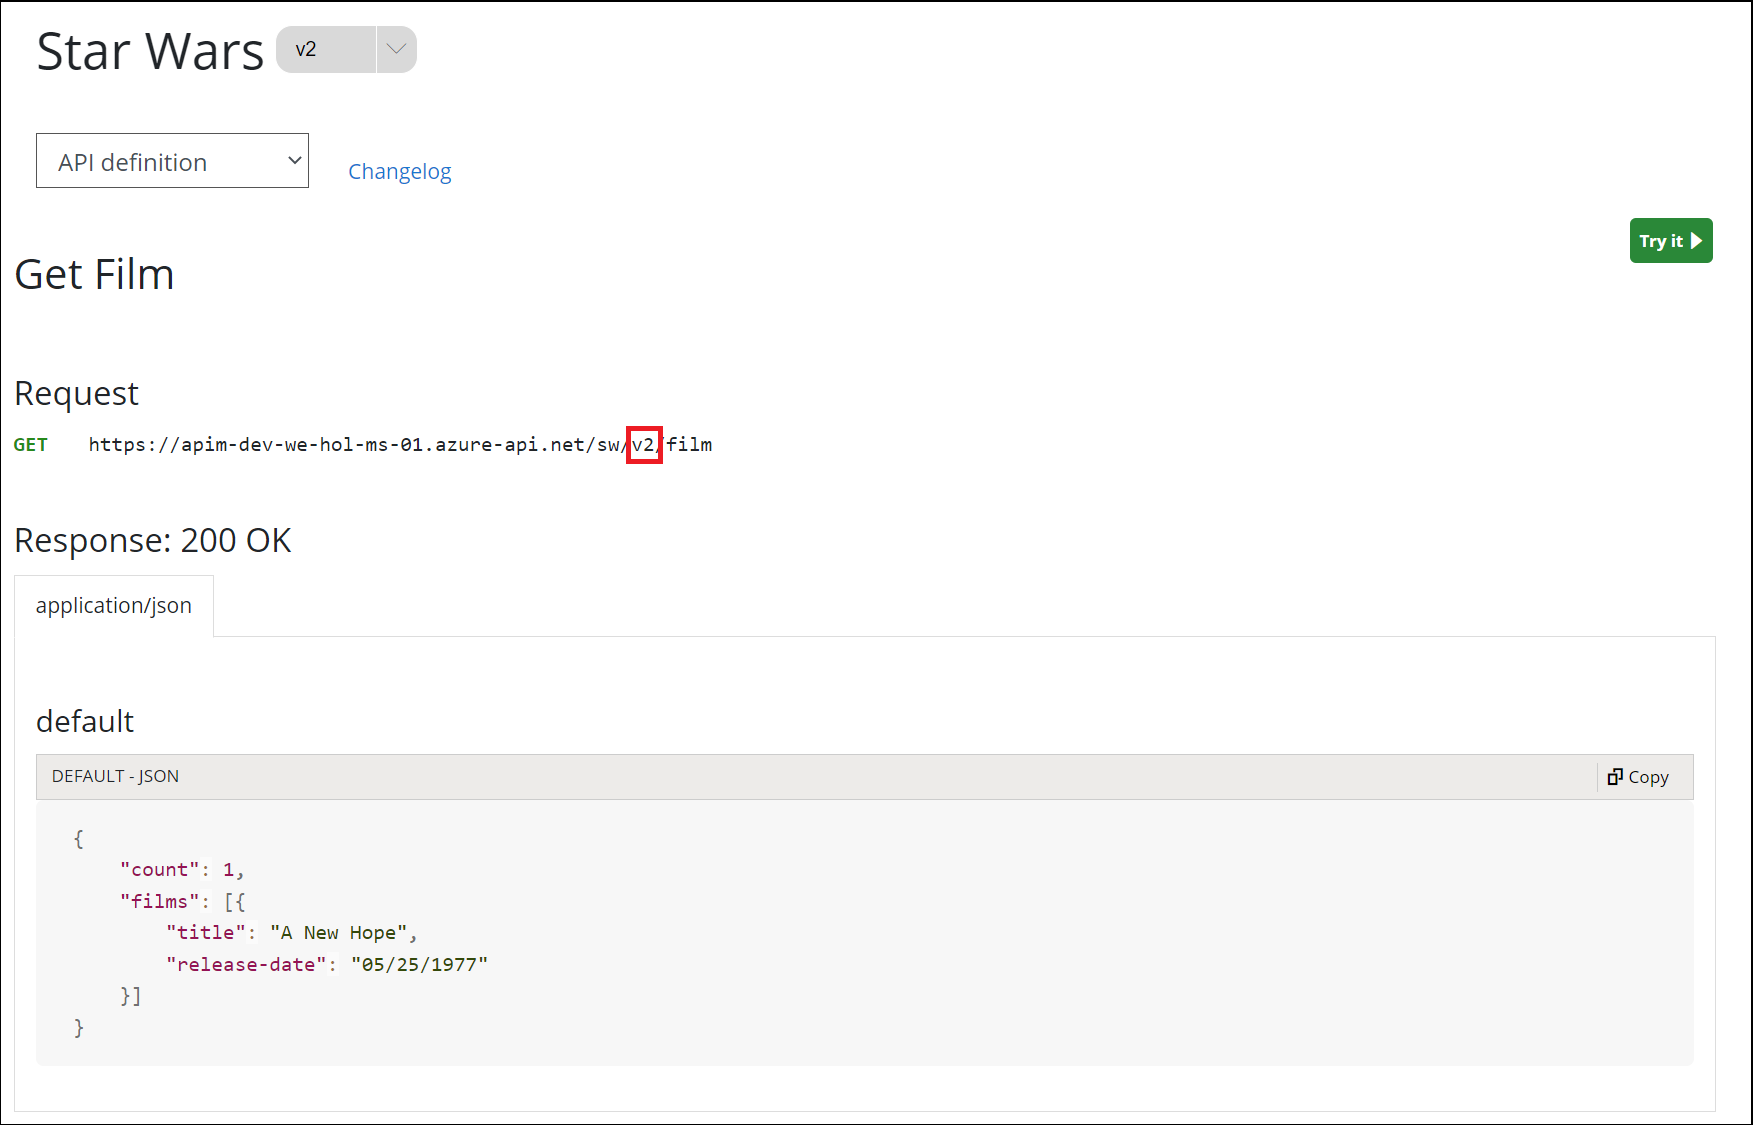 Star Wars v2
API definition Changelog
Try it
Get Film
Request
GET https://apim-dev-we-hol-ms-01.azure-api.net/sw/v2/film
Response: 200 OK
application/json
default
DEFAULT - JSON Copy
{
"count": 1,
"films": [{
"title": "A New Hope",
"release-date": "05/25/1977"
}]
}